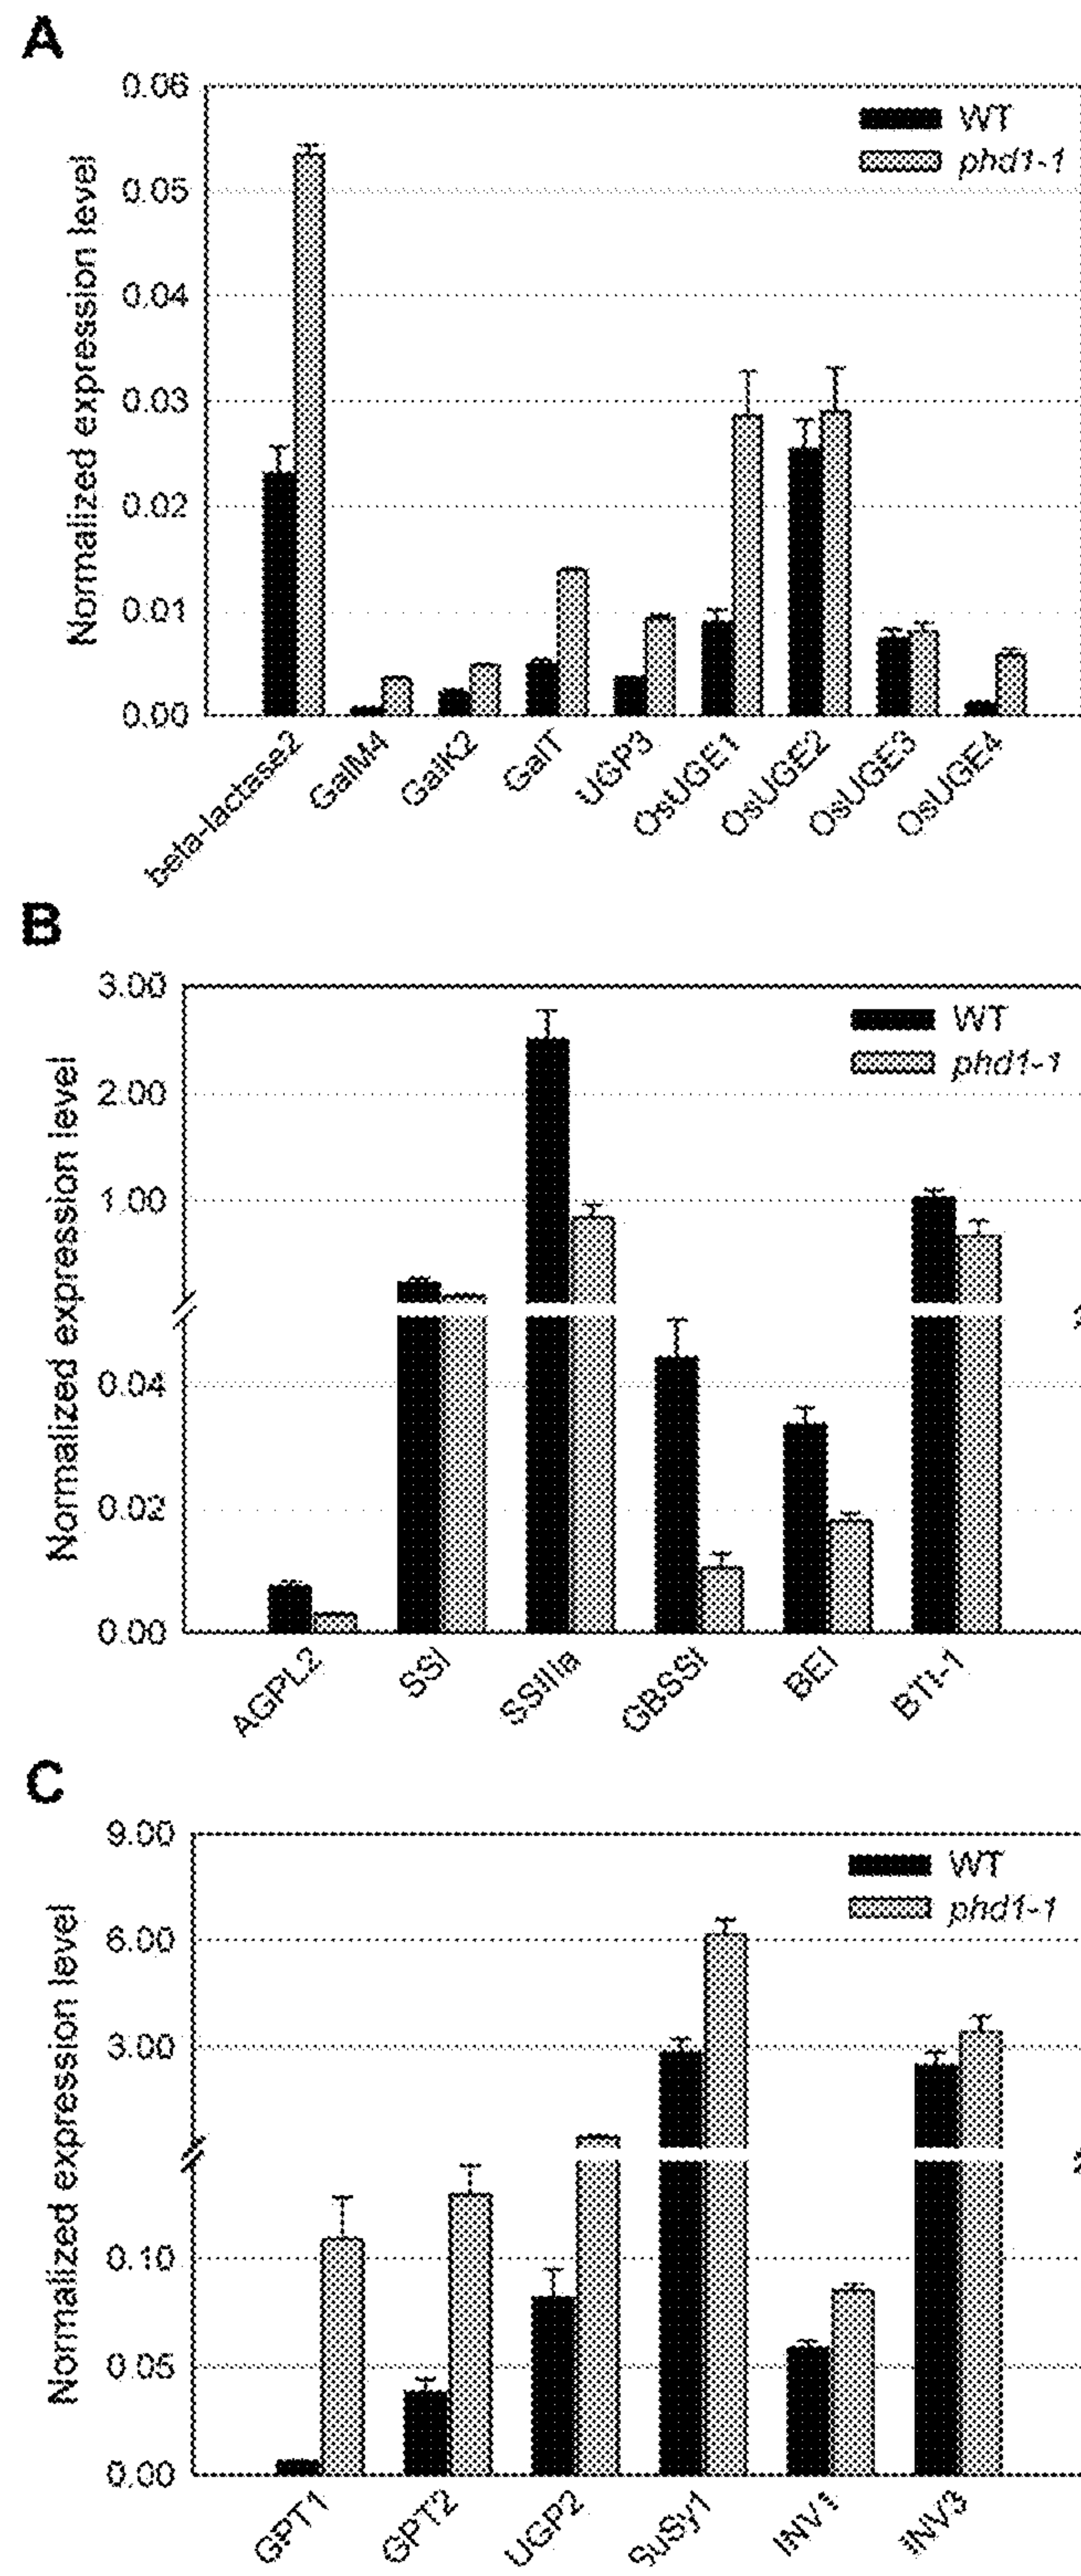 A
0.06
0.05
0.04
0.03
0.02
0.01
0.00
Normalized expression level
WT
phd1-1
beta-lactase2
GalM4
GalK2
GalT
UGP3
OsUGE1
OsUGE2
OsUGE3
OsUGE4
B
3.00
2.00
1.00
0.04
0.02
0.00
Normalized expression level
WT
phd1-1
AGPL2
SSI
SSIIIa
GBSSI
BEI
BTI-1
C
9.00
6.00
3.00
0.10
0.05
0.00
Normalized expression level
WT
phd1-1
GPT1
GPT2
UGP2
SuSy1
INV1
INV3